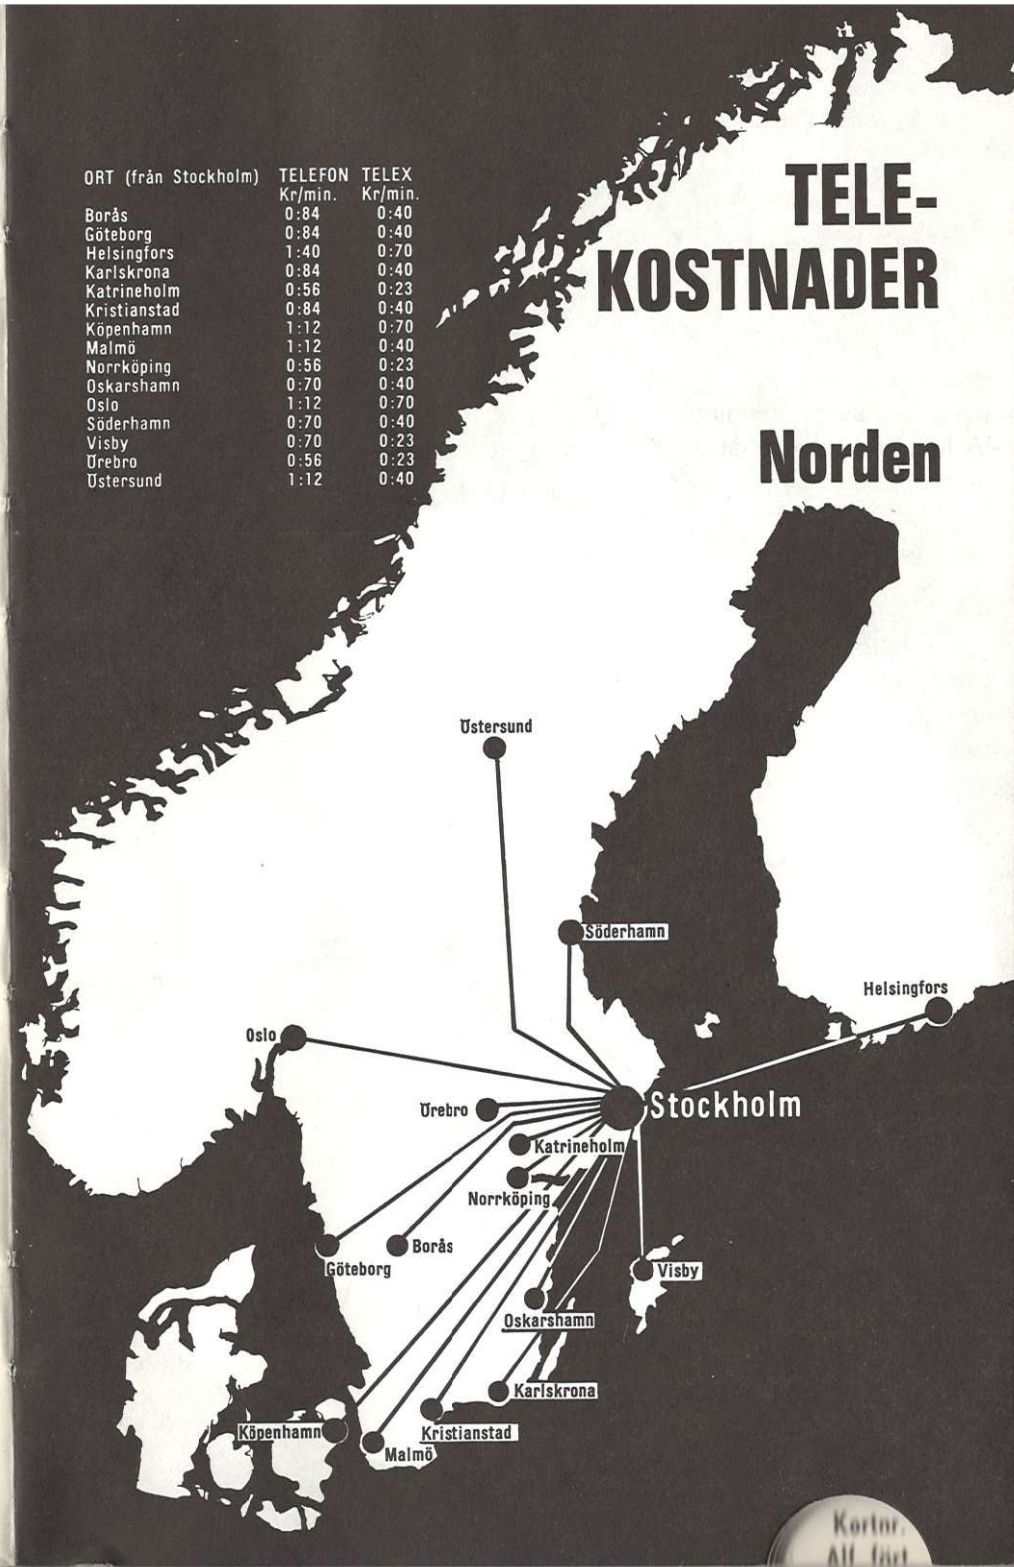 ORT (från Stockholm) TELEFON TELEX
Kr/min. Kr/min.
Borås 0:84 0:40
Göteborg 0:84 0:40
Helsingfors 1:40 0:70
Karlskrona 0:84 0:40
Katrineholm 0:56 0:23
Kristianstad 0:84 0:40
Köpenhamn 1:12 0:70
Malmö 1:12 0:40
Norrköping 0:56 0:23
Oskarshamn 0:70 0:40
Oslo 1:12 0:70
Söderhamn 0:70 0:40
Visby 0:70 0:23
Örebro 0:56 0:23
Östersund 1:12 0:40
TELE-
KOSTNADER
Norden
Östersund
Söderhamn
Helsingfors
Oslo
Örebro
Stockholm
Katrineholm
Norrköping
Borås
Göteborg
Visby
Oskarshamn
Karlskrona
Köpenhamn
Kristianstad
Malmö
Kortnr.
All. fört